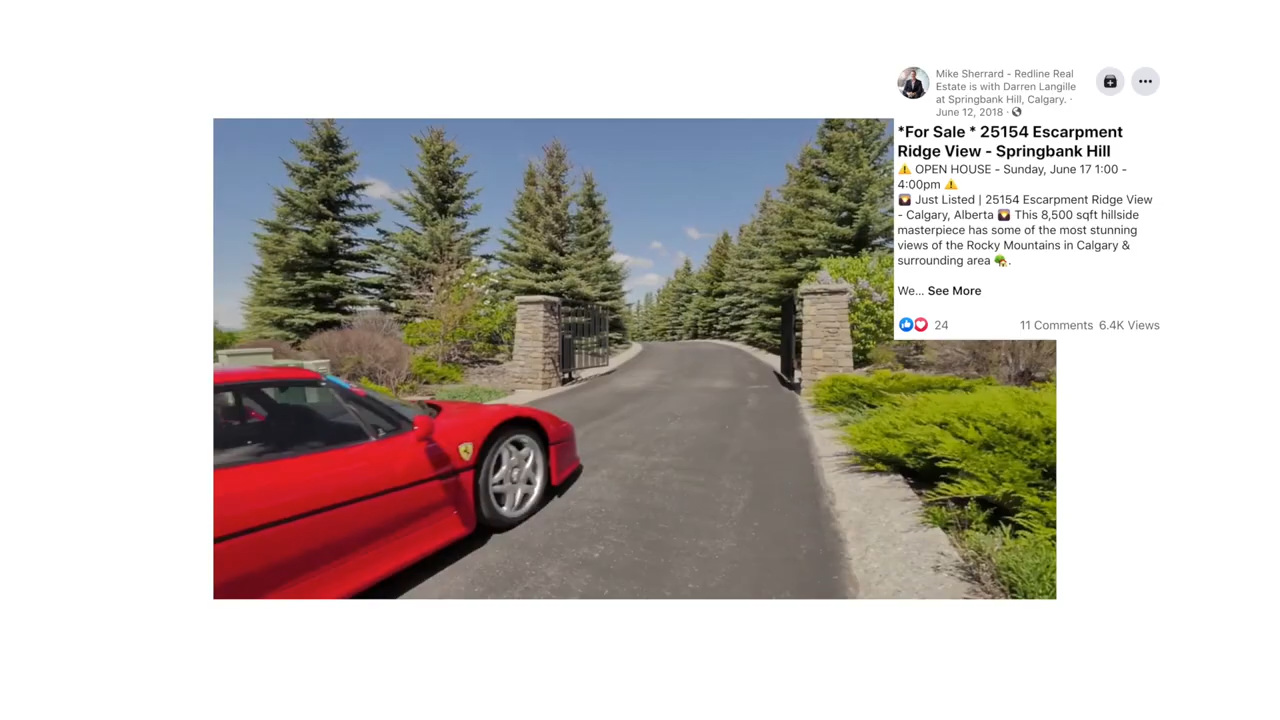 Mike Sherrard - Redline Real
Estate is with Darren Langille
at Springbank Hill, Calgary. ·
June 12, 2018 ·
*For Sale * 25154 Escarpment
Ridge View - Springbank Hill
⚠️ OPEN HOUSE - Sunday, June 17 1:00 -
4:00pm ⚠️
🌄 Just Listed | 25154 Escarpment Ridge View
- Calgary, Alberta 🌄 This 8,500 sqft hillside
masterpiece has some of the most stunning
views of the Rocky Mountains in Calgary &
surrounding area 🏡.
We... See More
24 11 Comments 6.4K Views